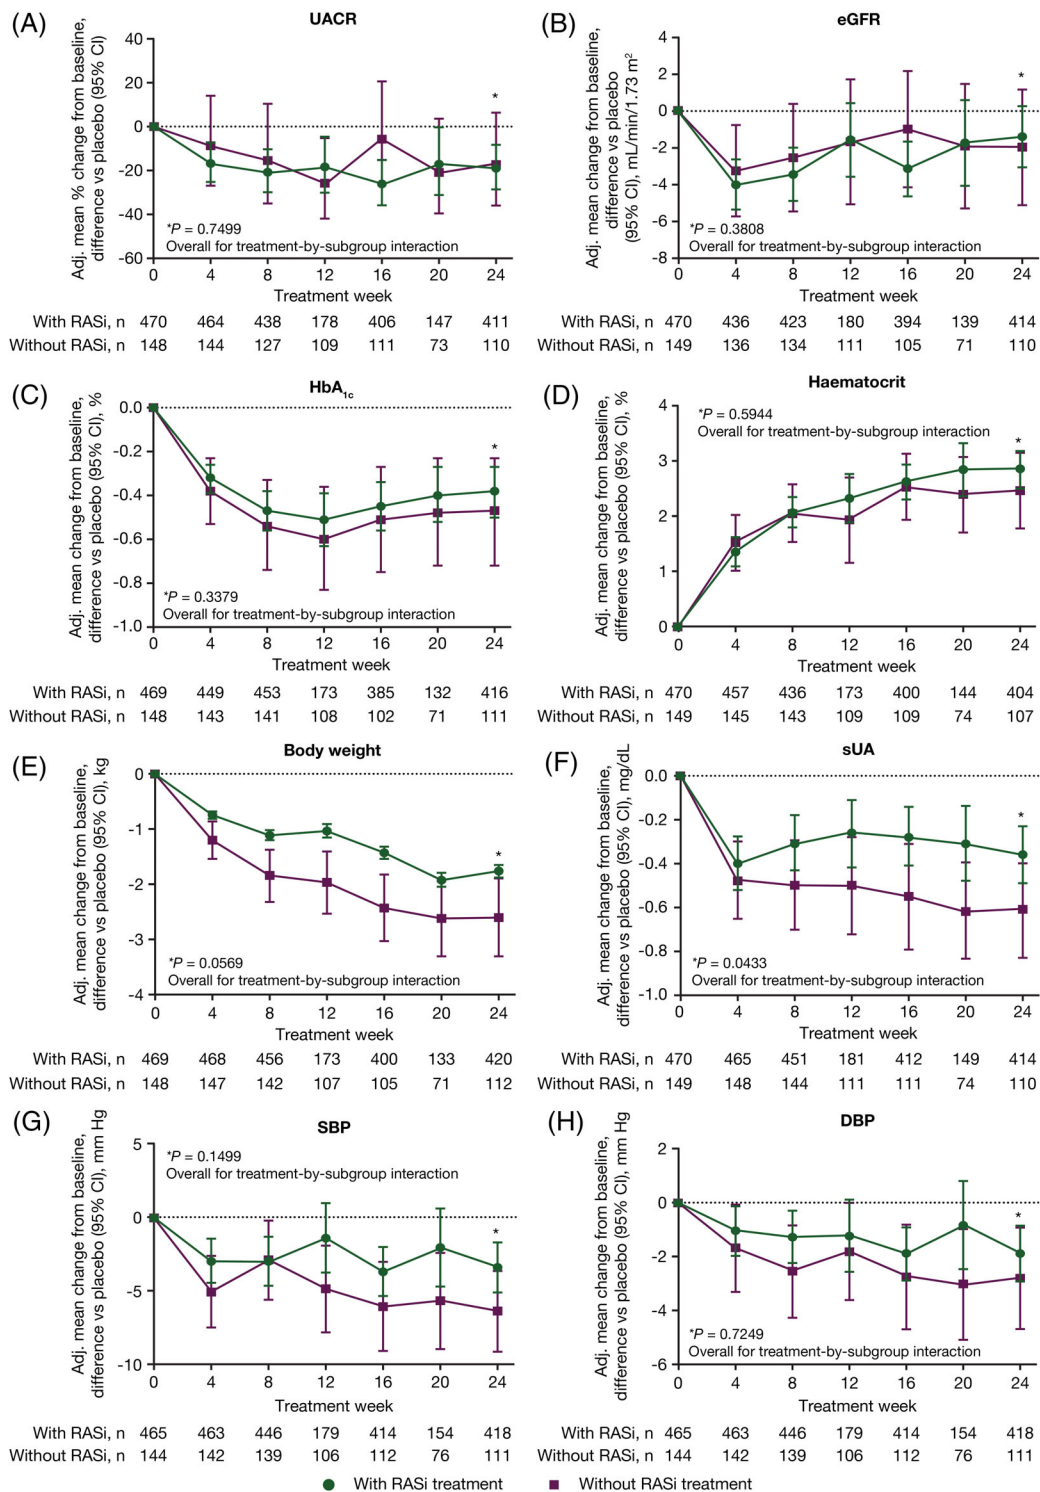 (A)
UACR
Adj. mean % change from baseline,
difference vs placebo (95% CI)
40
20
0
-20
-40
-60
*
*P = 0.7499
Overall for treatment-by-subgroup interaction
0 4 8 12 16 20 24
Treatment week
With RASi, n 470 464 438 178 406 147 411
Without RASi, n 148 144 127 109 111 73 110
(B)
eGFR
Adj. mean change from baseline,
difference vs placebo
(95% CI), mL/min/1.73 m²
4
2
0
-2
-4
-6
-8
*
*P = 0.3808
Overall for treatment-by-subgroup interaction
0 4 8 12 16 20 24
Treatment week
With RASi, n 470 436 423 180 394 139 414
Without RASi, n 149 136 134 111 105 71 110
(C)
HbA1c
Adj. mean change from baseline,
difference vs placebo (95% CI), %
0.0
-0.2
-0.4
-0.6
-0.8
-1.0
*
*P = 0.3379
Overall for treatment-by-subgroup interaction
0 4 8 12 16 20 24
Treatment week
With RASi, n 469 449 453 173 385 132 416
Without RASi, n 148 143 141 108 102 71 111
(D)
Haematocrit
Adj. mean change from baseline,
difference vs placebo (95% CI), %
4
3
2
1
0
*P = 0.5944
Overall for treatment-by-subgroup interaction
*
0 4 8 12 16 20 24
Treatment week
With RASi, n 470 457 436 173 400 144 404
Without RASi, n 149 145 143 109 109 74 107
(E)
Body weight
Adj. mean change from baseline,
difference vs placebo (95% CI), kg
0
-1
-2
-3
-4
*
*P = 0.0569
Overall for treatment-by-subgroup interaction
0 4 8 12 16 20 24
Treatment week
With RASi, n 469 468 456 173 400 133 420
Without RASi, n 148 147 142 107 105 71 112
(F)
sUA
Adj. mean change from baseline,
difference vs placebo (95% CI), mg/dL
0.0
-0.2
-0.4
-0.6
-0.8
-1.0
*
*P = 0.0433
Overall for treatment-by-subgroup interaction
0 4 8 12 16 20 24
Treatment week
With RASi, n 470 465 451 181 412 149 414
Without RASi, n 149 148 144 111 111 74 110
(G)
SBP
Adj. mean change from baseline,
difference vs placebo (95% CI), mm Hg
5
0
-5
-10
*P = 0.1499
Overall for treatment-by-subgroup interaction
*
0 4 8 12 16 20 24
Treatment week
With RASi, n 465 463 446 179 414 154 418
Without RASi, n 144 142 139 106 112 76 111
(H)
DBP
Adj. mean change from baseline,
difference vs placebo (95% CI), mm Hg
2
0
-2
-4
-6
*
*P = 0.7249
Overall for treatment-by-subgroup interaction
0 4 8 12 16 20 24
Treatment week
With RASi, n 465 463 446 179 414 154 418
Without RASi, n 144 142 139 106 112 76 111
With RASi treatment
Without RASi treatment